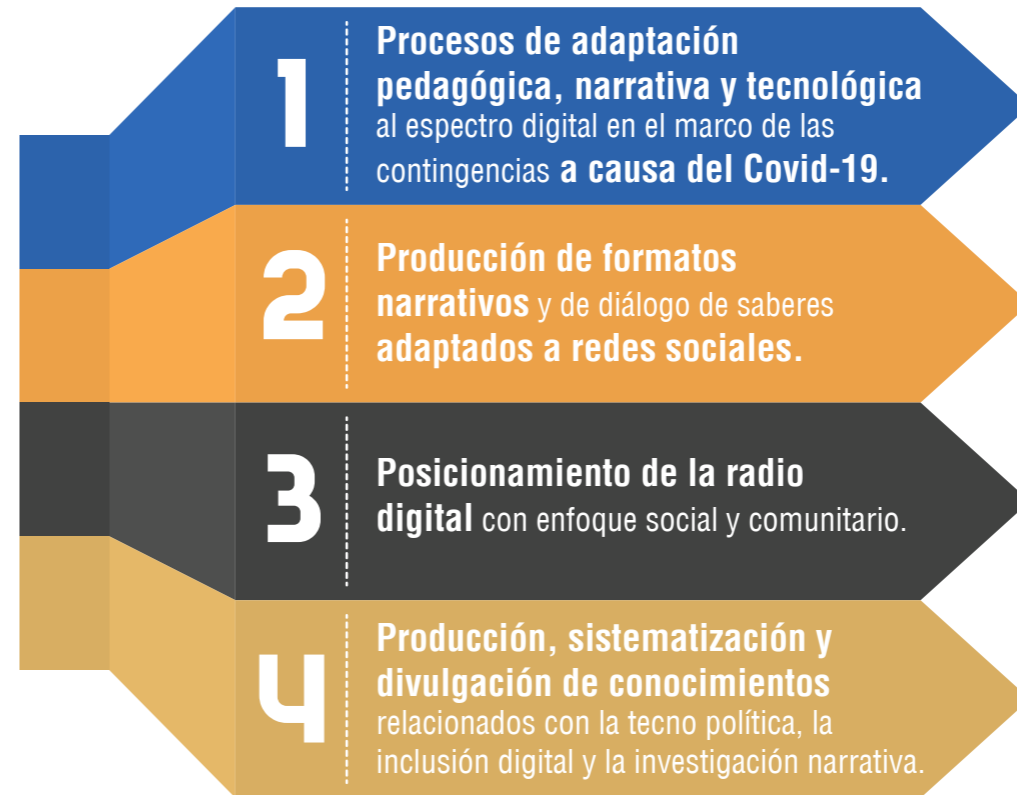 1
Procesos de adaptación
pedagógica, narrativa y tecnológica
al espectro digital en el marco de las
contingencias a causa del Covid-19.
2
Producción de formatos
narrativos y de diálogo de saberes
adaptados a redes sociales.
3
Posicionamiento de la radio
digital con enfoque social y comunitario.
4
Producción, sistematización y
divulgación de conocimientos
relacionados con la tecno política, la
inclusión digital y la investigación narrativa.